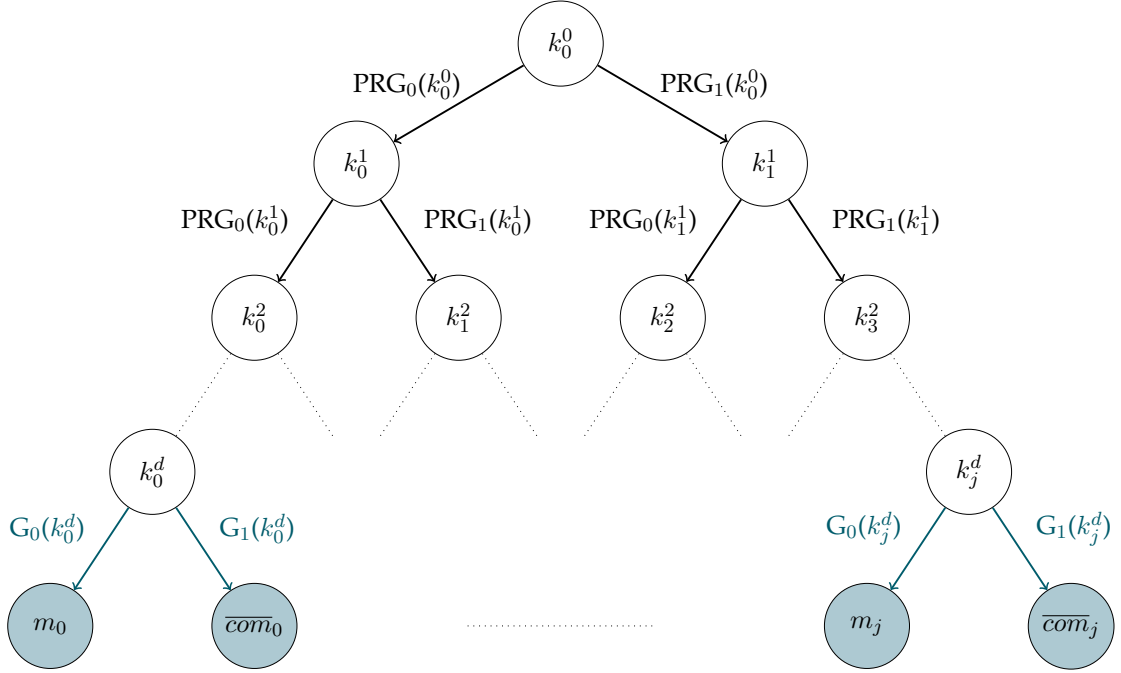 k_0^0
PRG_0(k_0^0) PRG_1(k_0^0)
k_0^1 k_1^1
PRG_0(k_0^1) PRG_1(k_0^1) PRG_0(k_1^1) PRG_1(k_1^1)
k_0^2 k_1^2 k_2^2 k_3^2
k_0^d k_j^d
G_0(k_0^d) G_1(k_0^d) G_0(k_j^d) G_1(k_j^d)
m_0 \overline{com}_0 m_j \overline{com}_j